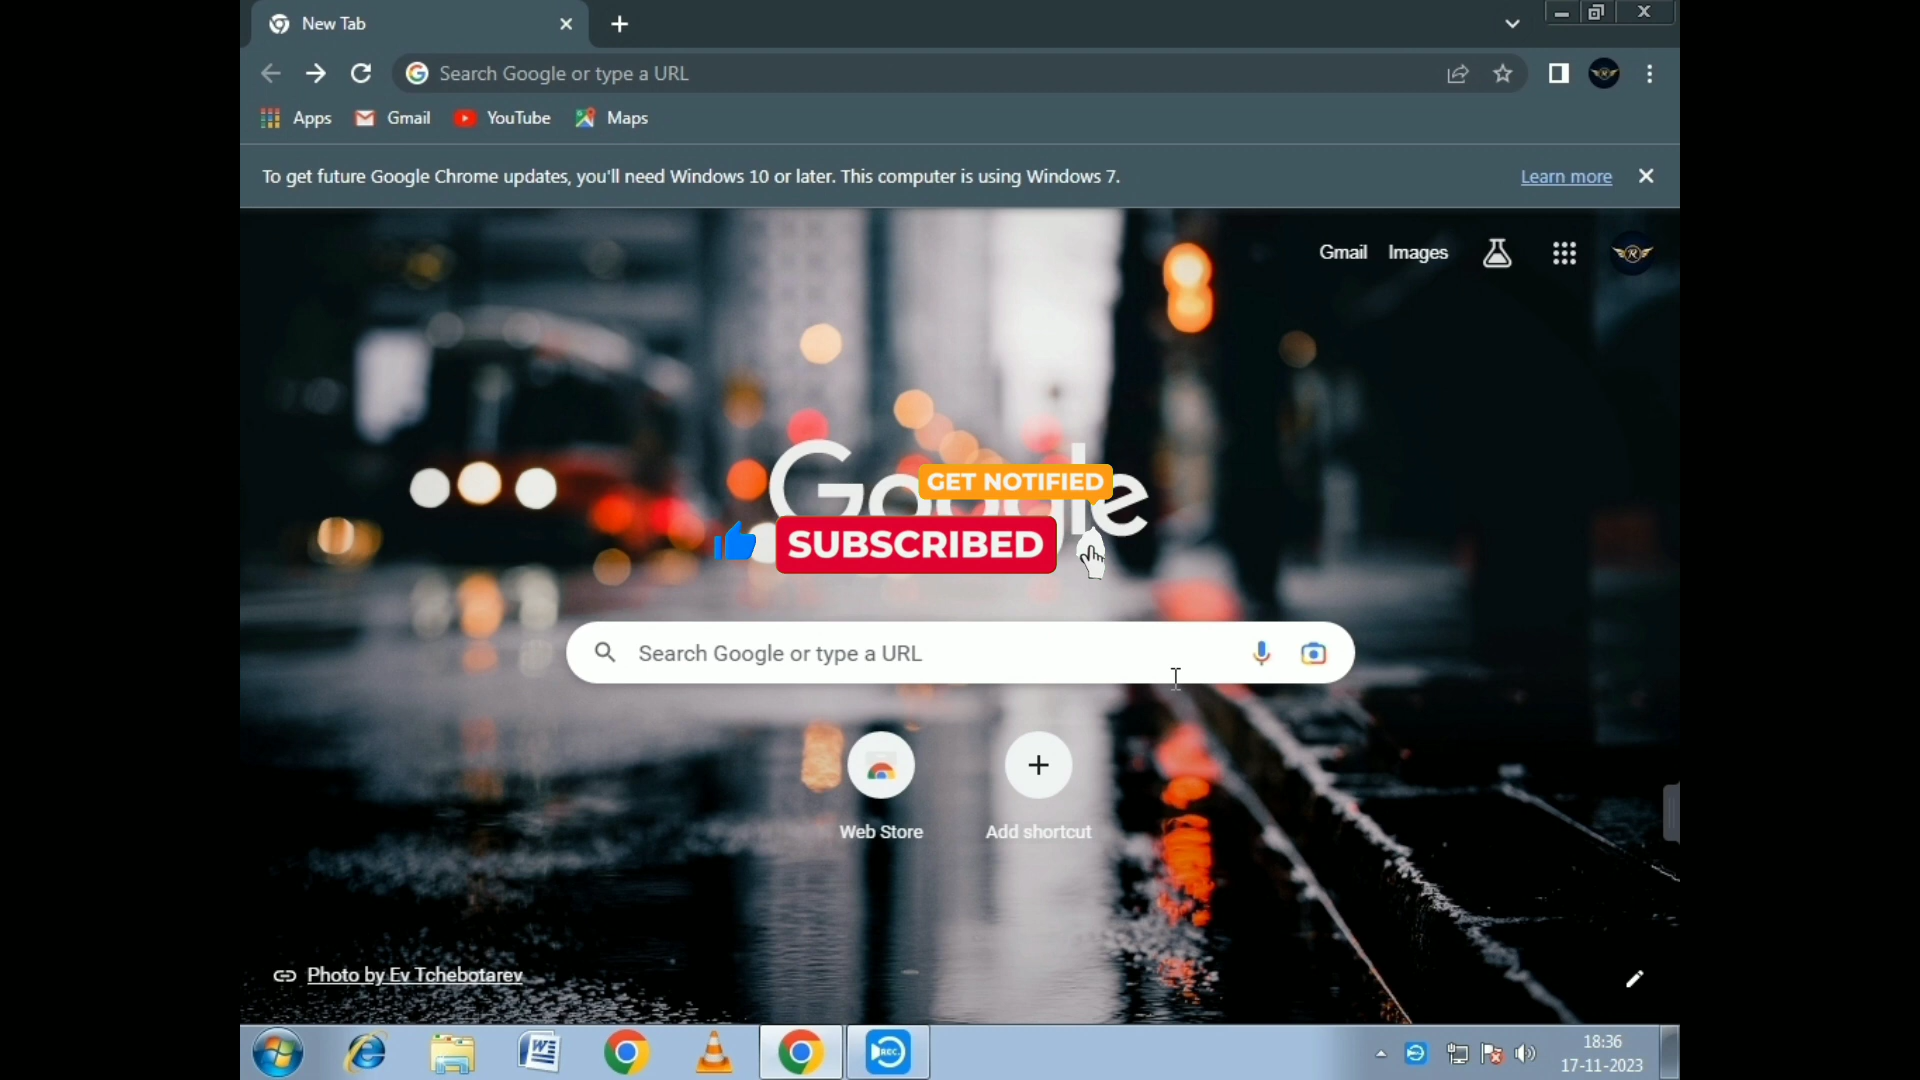 New Tab
Search Google or type a URL
Apps Gmail YouTube Maps
To get future Google Chrome updates, you'll need Windows 10 or later. This computer is using Windows 7. Learn more
Gmail Images
R
Google
GET NOTIFIED
SUBSCRIBED
Search Google or type a URL
Web Store Add shortcut
Photo by Ev Tchebotarev
REC
18:36
17-11-2023